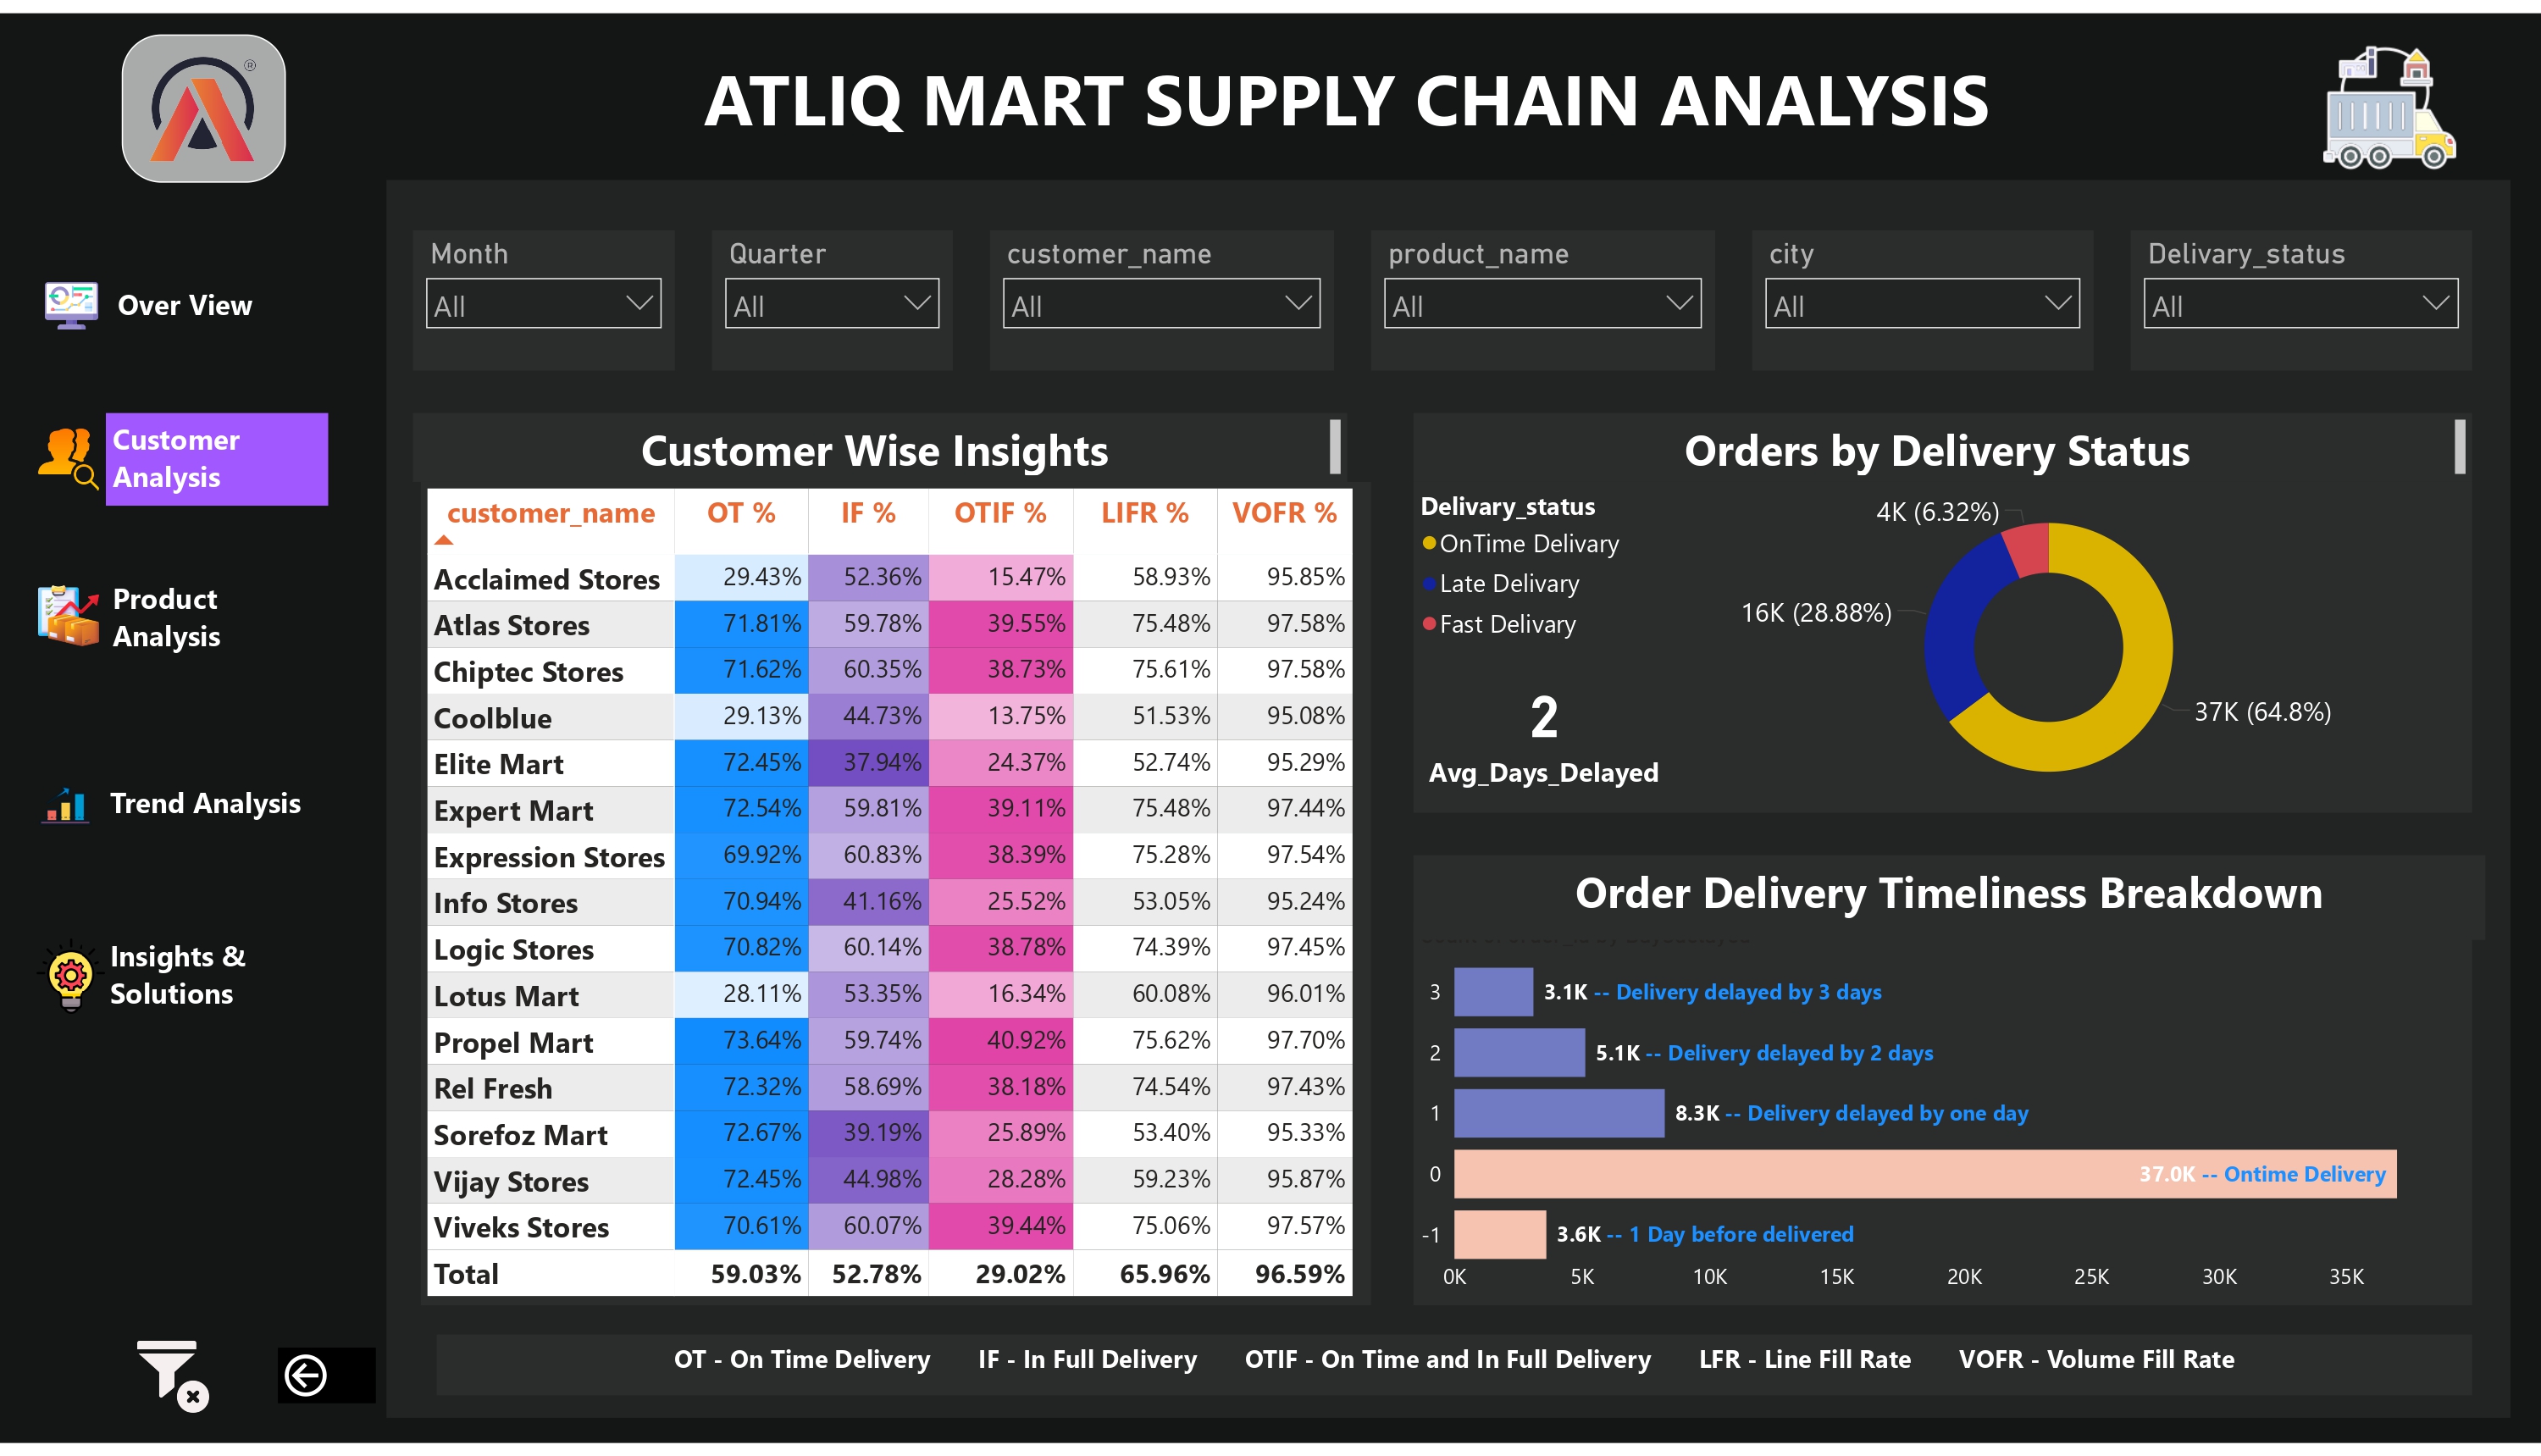 ®
ATLIQ MART SUPPLY CHAIN ANALYSIS
Over View
Customer
Analysis
Product
Analysis
Trend Analysis
Insights &
Solutions
Month
All
Quarter
All
customer_name
All
product_name
All
city
All
Delivary_status
All
Customer Wise Insights
customer_name OT % IF % OTIF % LIFR % VOFR %
Acclaimed Stores 29.43% 52.36% 15.47% 58.93% 95.85%
Atlas Stores 71.81% 59.78% 39.55% 75.48% 97.58%
Chiptec Stores 71.62% 60.35% 38.73% 75.61% 97.58%
Coolblue 29.13% 44.73% 13.75% 51.53% 95.08%
Elite Mart 72.45% 37.94% 24.37% 52.74% 95.29%
Expert Mart 72.54% 59.81% 39.11% 75.48% 97.44%
Expression Stores 69.92% 60.83% 38.39% 75.28% 97.54%
Info Stores 70.94% 41.16% 25.52% 53.05% 95.24%
Logic Stores 70.82% 60.14% 38.78% 74.39% 97.45%
Lotus Mart 28.11% 53.35% 16.34% 60.08% 96.01%
Propel Mart 73.64% 59.74% 40.92% 75.62% 97.70%
Rel Fresh 72.32% 58.69% 38.18% 74.54% 97.43%
Sorefoz Mart 72.67% 39.19% 25.89% 53.40% 95.33%
Vijay Stores 72.45% 44.98% 28.28% 59.23% 95.87%
Viveks Stores 70.61% 60.07% 39.44% 75.06% 97.57%
Total 59.03% 52.78% 29.02% 65.96% 96.59%
Orders by Delivery Status
Delivary_status
OnTime Delivary
Late Delivary
Fast Delivary
4K (6.32%)
16K (28.88%)
37K (64.8%)
2
Avg_Days_Delayed
Order Delivery Timeliness Breakdown
3 3.1K -- Delivery delayed by 3 days
2 5.1K -- Delivery delayed by 2 days
1 8.3K -- Delivery delayed by one day
0 37.0K -- Ontime Delivery
-1 3.6K -- 1 Day before delivered
0K 5K 10K 15K 20K 25K 30K 35K
OT - On Time Delivery IF - In Full Delivery OTIF - On Time and In Full Delivery LFR - Line Fill Rate VOFR - Volume Fill Rate